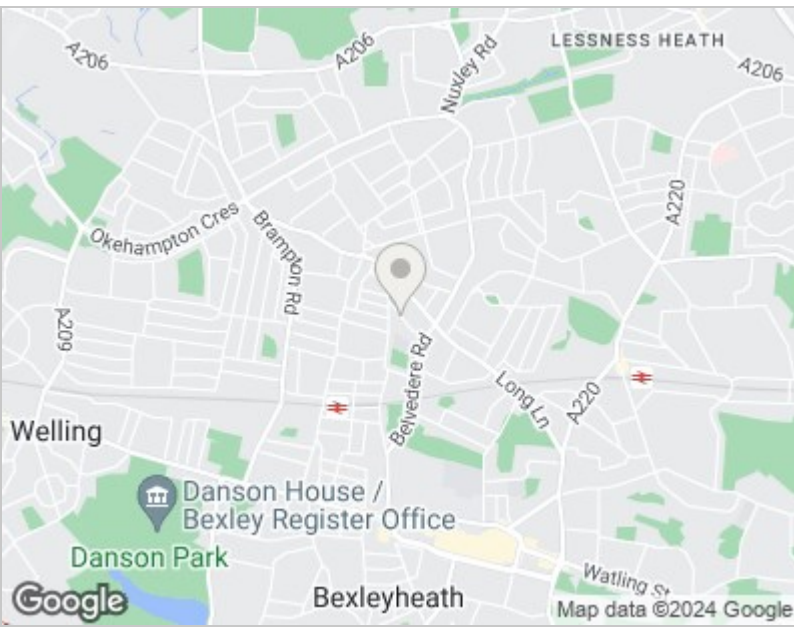 A206
A206
LESSNESS HEATH
A206
Nuxley Rd
Okehampton Cres
Brampton Rd
A220
A209
Belvedere Rd
Long Ln
A220
Welling
Danson House /
Bexley Register Office
Danson Park
Watling St
Bexleyheath
Google
Map data ©2024 Google